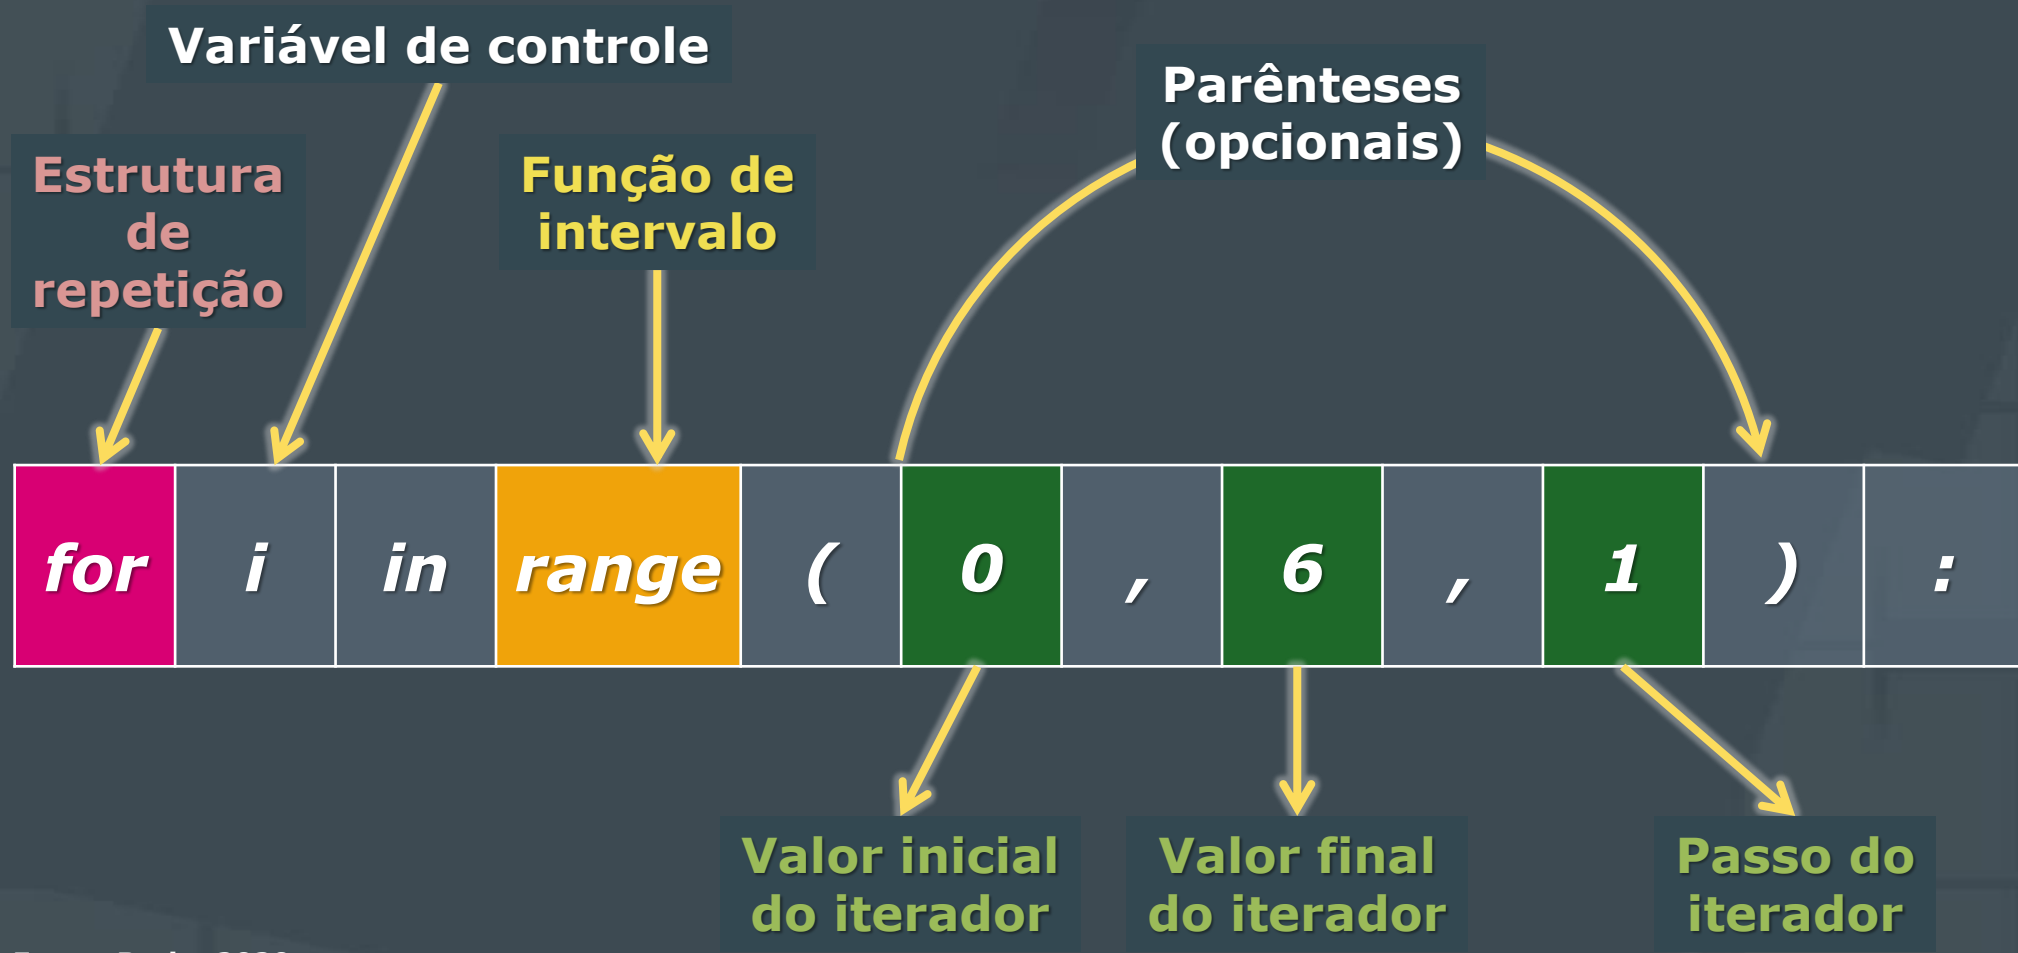 Variável de controle
Parênteses
(opcionais)
Estrutura
de
repetição
Função de
intervalo
for i in range ( 0 , 6 , 1 ) :
Valor inicial
do iterador
Valor final
do iterador
Passo do
iterador